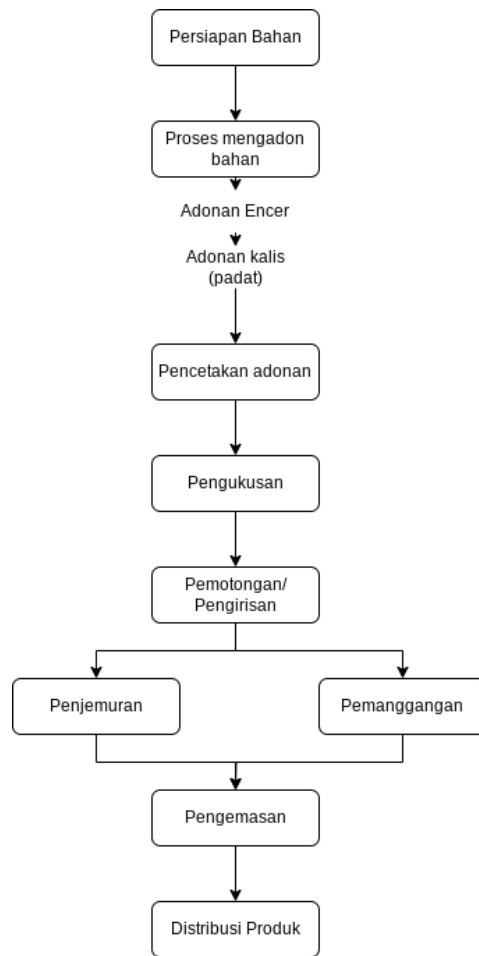 Persiapan Bahan
Proses mengadon
bahan
Adonan Encer
Adonan kalis
(padat)
Pencetakan adonan
Pengukusan
Pemotongan/
Pengirisan
Penjemuran
Pemanggangan
Pengemasan
Distribusi Produk